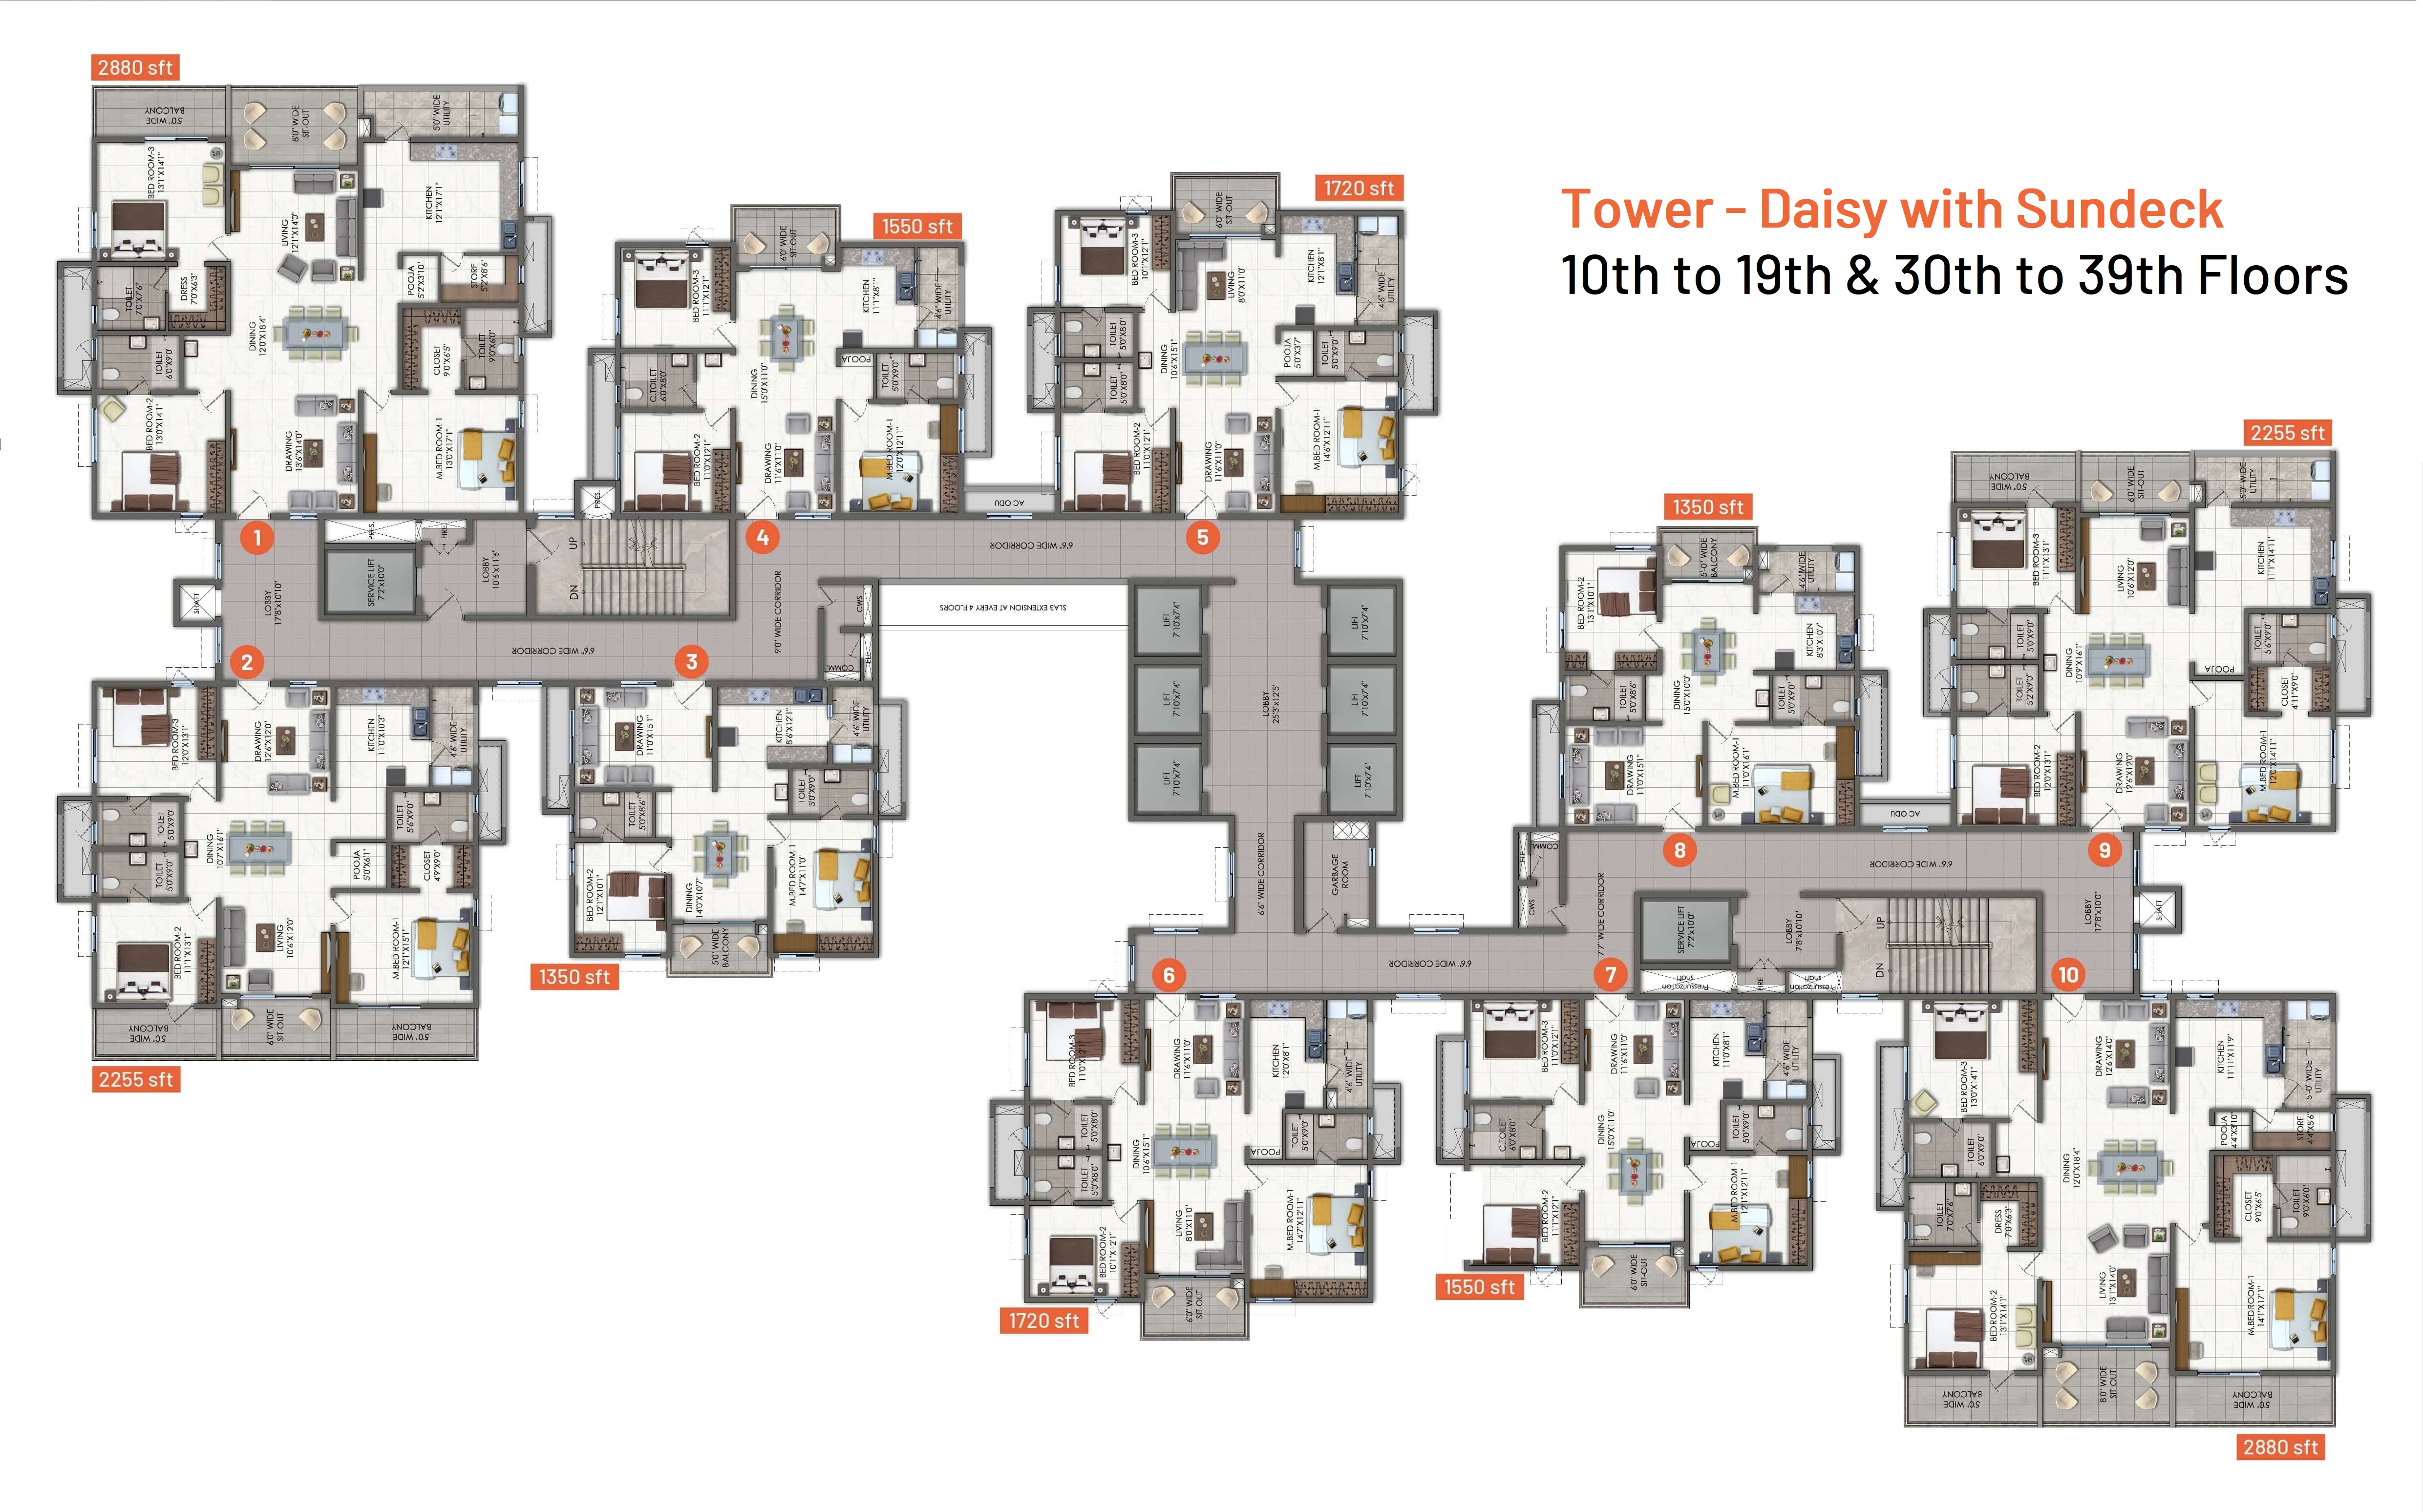 Tower - Daisy with Sundeck
10th to 19th & 30th to 39th Floors
2880 sft
5'0" WIDE
BALCONY
8'0" WIDE
SIT-OUT
5'0" WIDE
UTILITY
BED ROOM-3
13'1"X14'1"
LIVING
12'1"X14'0"
KITCHEN
12'1"X17'1"
TOILET
7'0"X7'6"
DRESS
7'0"X6'3"
POOJA
5'2"X3'10"
STORE
5'2"X8'6"
DINING
12'0"X18'4"
TOILET
6'0"X9'0"
CLOSET
9'0"X6'5"
TOILET
9'0"X6'0"
BED ROOM-2
13'0"X14'1"
DRAWING
13'6"X14'0"
M.BED ROOM-1
13'0"X17'1"
1
1550 sft
6'0" WIDE
SIT-OUT
BED ROOM-3
11'1"X12'1"
KITCHEN
11'1"X8'1"
4'6" WIDE
UTILITY
C.TOILET
6'0"X8'0"
DINING
15'0"X11'0"
POOJA
TOILET
5'0"X9'0"
BED ROOM-2
11'0"X12'1"
DRAWING
11'6"X11'0"
M.BED ROOM-1
12'0"X12'11"
4
1720 sft
6'0" WIDE
SIT-OUT
BED ROOM-3
10'1"X12'1"
LIVING
8'0"X11'0"
KITCHEN
12'1"X8'1"
4'6" WIDE
UTILITY
TOILET
5'0"X8'0"
TOILET
5'0"X8'0"
DINING
10'6"X15'1"
POOJA
5'0"X3'7"
TOILET
5'0"X9'0"
BED ROOM-2
11'0"X12'1"
DRAWING
11'6"X11'0"
M.BED ROOM-1
14'6"X12'11"
5
AC ODU
PRES.
FIRE
PRES.
SERVICE LIFT
7'2"X10'0"
LOBBY
10'6"X11'6"
UP
DN
6'6" WIDE CORRIDOR
SHAFT
LOBBY
17'8"X10'10"
9'0" WIDE CORRIDOR
CWS
ELE
COMM.
SLAB EXTENSION AT EVERY 4 FLOORS
6'6" WIDE CORRIDOR
LIFT
7'10"X7'4"
LIFT
7'10"X7'4"
LIFT
7'10"X7'4"
LIFT
7'10"X7'4"
LIFT
7'10"X7'4"
LIFT
7'10"X7'4"
LOBBY
25'3"X12'5"
6'6" WIDE CORRIDOR
GARBAGE
ROOM
2
BED ROOM-3
12'0"X13'1"
DRAWING
12'6"X12'0"
KITCHEN
11'0"X10'3"
4'6" WIDE
UTILITY
TOILET
5'0"X9'0"
TOILET
5'0"X9'0"
DINING
10'7"X16'1"
TOILET
5'6"X9'0"
POOJA
5'0"X6'1"
CLOSET
4'9"X9'0"
BED ROOM-2
11'1"X13'1"
LIVING
10'6"X12'0"
M.BED ROOM-1
12'1"X15'1"
5'0" WIDE
BALCONY
6'0" WIDE
SIT-OUT
5'0" WIDE
BALCONY
2255 sft
3
DRAWING
11'0"X15'1"
KITCHEN
8'6"X12'1"
4'6" WIDE
UTILITY
TOILET
5'0"X8'6"
TOILET
5'0"X9'0"
BED ROOM-2
12'1"X10'1"
DINING
14'0"X10'7"
M.BED ROOM-1
14'7"X11'0"
5'0" WIDE
BALCONY
1350 sft
1350 sft
5'-0" WIDE
BALCONY
4'6" WIDE
UTILITY
BED ROOM-2
13'1"X10'1"
KITCHEN
8'3"X10'7"
TOILET
5'0"X8'6"
DINING
15'0"X10'0"
TOILET
5'0"X9'0"
DRAWING
11'0"X15'1"
M.BED ROOM-1
11'0"X16'1"
AC ODU
8
2255 sft
5'0" WIDE
BALCONY
6'0" WIDE
SIT-OUT
5'0" WIDE
UTILITY
BED ROOM-3
11'1"X13'1"
LIVING
10'6"X12'0"
KITCHEN
11'1"X14'11"
TOILET
5'0"X9'0"
TOILET
5'2"X9'0"
DINING
10'9"X16'1"
POOJA
TOILET
5'6"X9'0"
CLOSET
4'11"X9'0"
BED ROOM-2
12'0"X13'1"
DRAWING
12'6"X12'0"
M.BED ROOM-1
12'0"X14'11"
9
ELE
COMM.
CWS
6'6" WIDE CORRIDOR
7'7" WIDE CORRIDOR
SERVICE LIFT
7'2"X10'0"
LOBBY
7'8"X10'10"
UP
DN
LOBBY
17'8"X10'0"
SHAFT
Pressurization
shaft
FIRE
Pressurization
shaft
6'6" WIDE CORRIDOR
6
BED ROOM-3
11'0"X12'1"
DRAWING
11'6"X11'0"
KITCHEN
12'0"X8'1"
4'6" WIDE
UTILITY
TOILET
5'0"X8'0"
TOILET
5'0"X8'0"
DINING
10'6"X15'1"
POOJA
TOILET
5'0"X9'0"
BED ROOM-2
10'1"X12'1"
LIVING
8'0"X11'0"
M.BED ROOM-1
14'7"X12'11"
6'0" WIDE
SIT-OUT
1720 sft
7
BED ROOM-3
11'0"X12'1"
DRAWING
11'6"X11'0"
KITCHEN
11'0"X8'1"
4'6" WIDE
UTILITY
C.TOILET
6'0"X8'0"
DINING
15'0"X11'0"
POOJA
TOILET
5'0"X9'0"
BED ROOM-2
11'1"X12'1"
M.BED ROOM-1
12'1"X12'11"
6'0" WIDE
SIT-OUT
1550 sft
10
BED ROOM-3
13'0"X14'1"
DRAWING
12'6"X14'0"
KITCHEN
11'11"X11'9"
5'-0" WIDE
UTILITY
TOILET
6'0"X9'0"
POOJA
4'4"X3'10"
STORE
4'4"X8'6"
DINING
12'0"X18'4"
TOILET
7'0"X7'6"
DRESS
7'0"X6'3"
CLOSET
9'0"X6'5"
TOILET
9'0"X6'0"
BED ROOM-2
13'1"X14'1"
LIVING
13'1"X14'0"
M.BED ROOM-1
14'1"X17'1"
5'0" WIDE
BALCONY
8'0" WIDE
SIT-OUT
5'0" WIDE
BALCONY
2880 sft